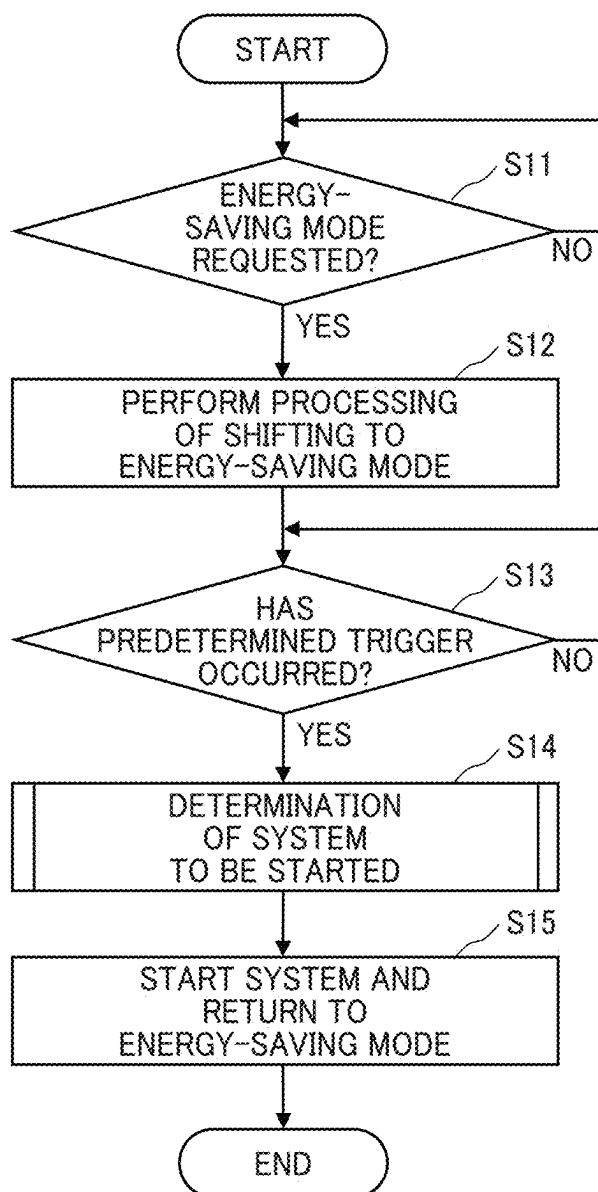 START
S11
ENERGY-
SAVING MODE
REQUESTED?
NO
YES
S12
PERFORM PROCESSING
OF SHIFTING TO
ENERGY-SAVING MODE
S13
HAS
PREDETERMINED TRIGGER
OCCURRED?
NO
YES
S14
DETERMINATION
OF SYSTEM
TO BE STARTED
S15
START SYSTEM AND
RETURN TO
ENERGY-SAVING MODE
END